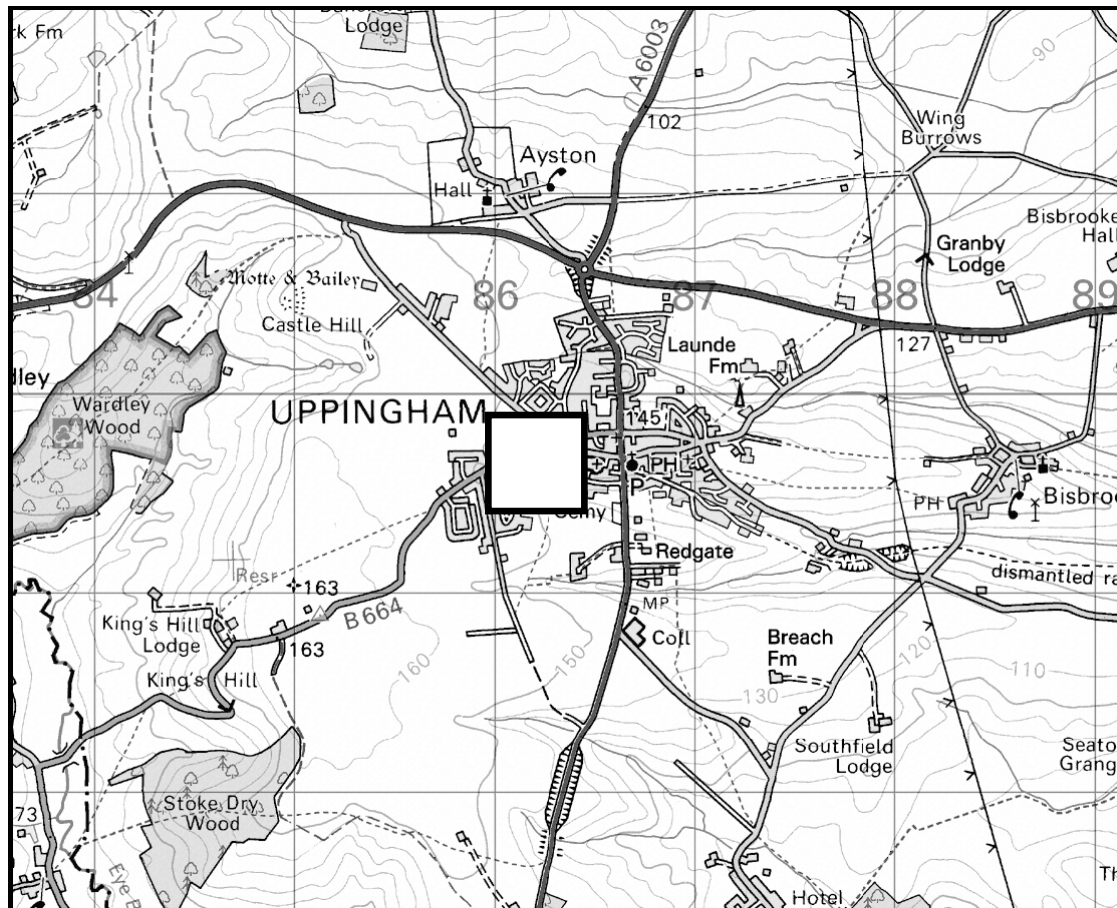 k Fm
Lodge
A6003
90
102
Wing
Burrows
Ayston
Hall
Bisbrooke
Hall
Granby
Lodge
Motte & Bailey
84
86
87
88
89
Castle Hill
127
Launde
Fm
dley
Wardley
Wood
UPPINGHAM
145
PH
P
PH
Bisbro
Cemy
Redgate
dismantled ra
Resr
163
MP
B 664
King's Hill
Lodge
163
Coll
Breach
Fm
120
110
160
150
130
King's Hill
Southfield
Lodge
Seato
Grang
Stoke Dry
Wood
73
Eye B
Th
Hotel